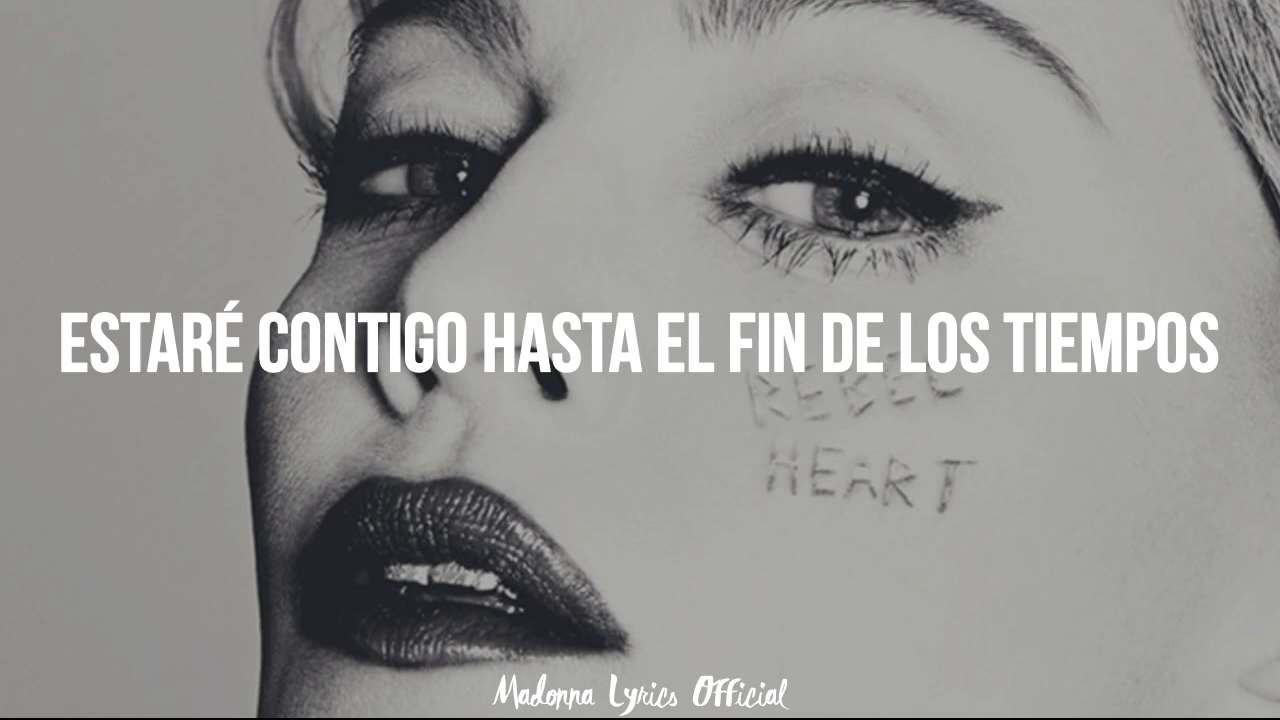 ESTARÉ CONTIGO HASTA EL FIN DE LOS TIEMPOS
REBEL
HEART
Madonna Lyrics Official